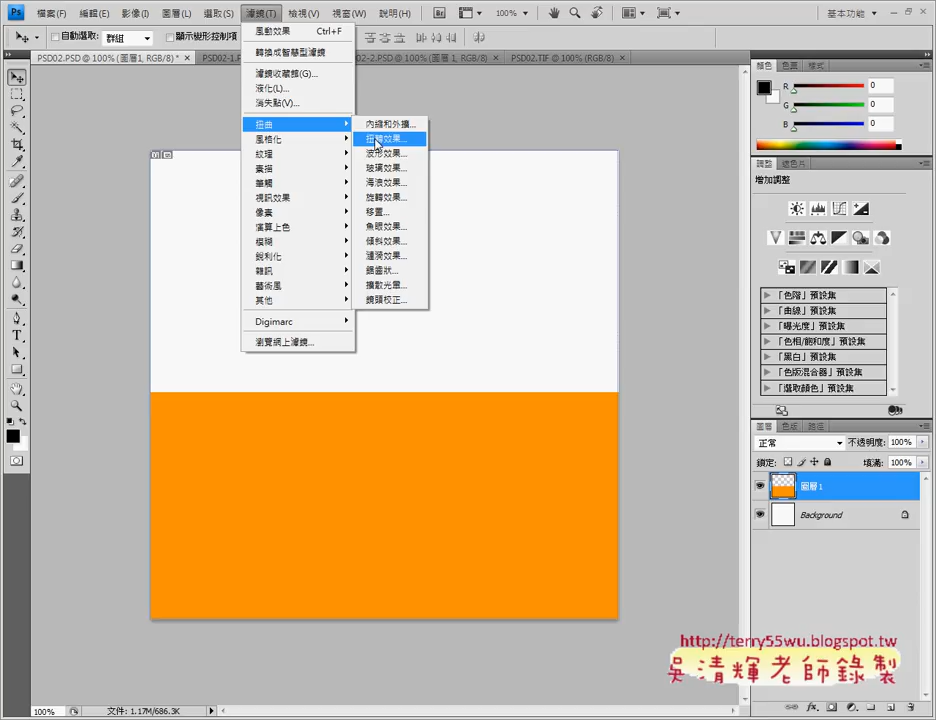 Ps 檔案(F) 編輯(E) 影像(I) 圖層(L) 選取(S) 濾鏡(T) 檢視(V) 視窗(W) 說明(H) Br 100% 基本功能
自動選取: 群組 顯示變形控制項
PSD02.PSD @ 100% (圖層 1, RGB/8) * PSD02-1.P -2.PSD @ 100% (RGB/8) PSD02.TIF @ 100% (RGB/8)
風動效果 Ctrl+F
轉換成智慧型濾鏡
濾鏡收藏館(G)...
液化(L)...
消失點(V)...
扭曲
風格化
紋理
素描
筆觸
視訊效果
像素
演算上色
模糊
銳利化
雜訊
藝術風
其他
Digimarc
瀏覽網上濾鏡...
內縮和外擴...
扭轉效果...
波形效果...
玻璃效果...
海浪效果...
旋轉效果...
移置...
魚眼效果...
傾斜效果...
漣漪效果...
鋸齒狀...
擴散光暈...
鏡頭校正...
顏色 色票 樣式
R 0
G 0
B 0
調整 遮色片
增加調整
「色階」預設集
「曲線」預設集
「曝光度」預設集
「色相/飽和度」預設集
「黑白」預設集
「色版混合器」預設集
「選取顏色」預設集
圖層 色版 路徑
正常 不透明度: 100%
鎖定: 填滿: 100%
圖層 1
Background
http://terry55wu.blogspot.tw
吳清輝老師錄製
100% 文件: 1.17M/686.3K